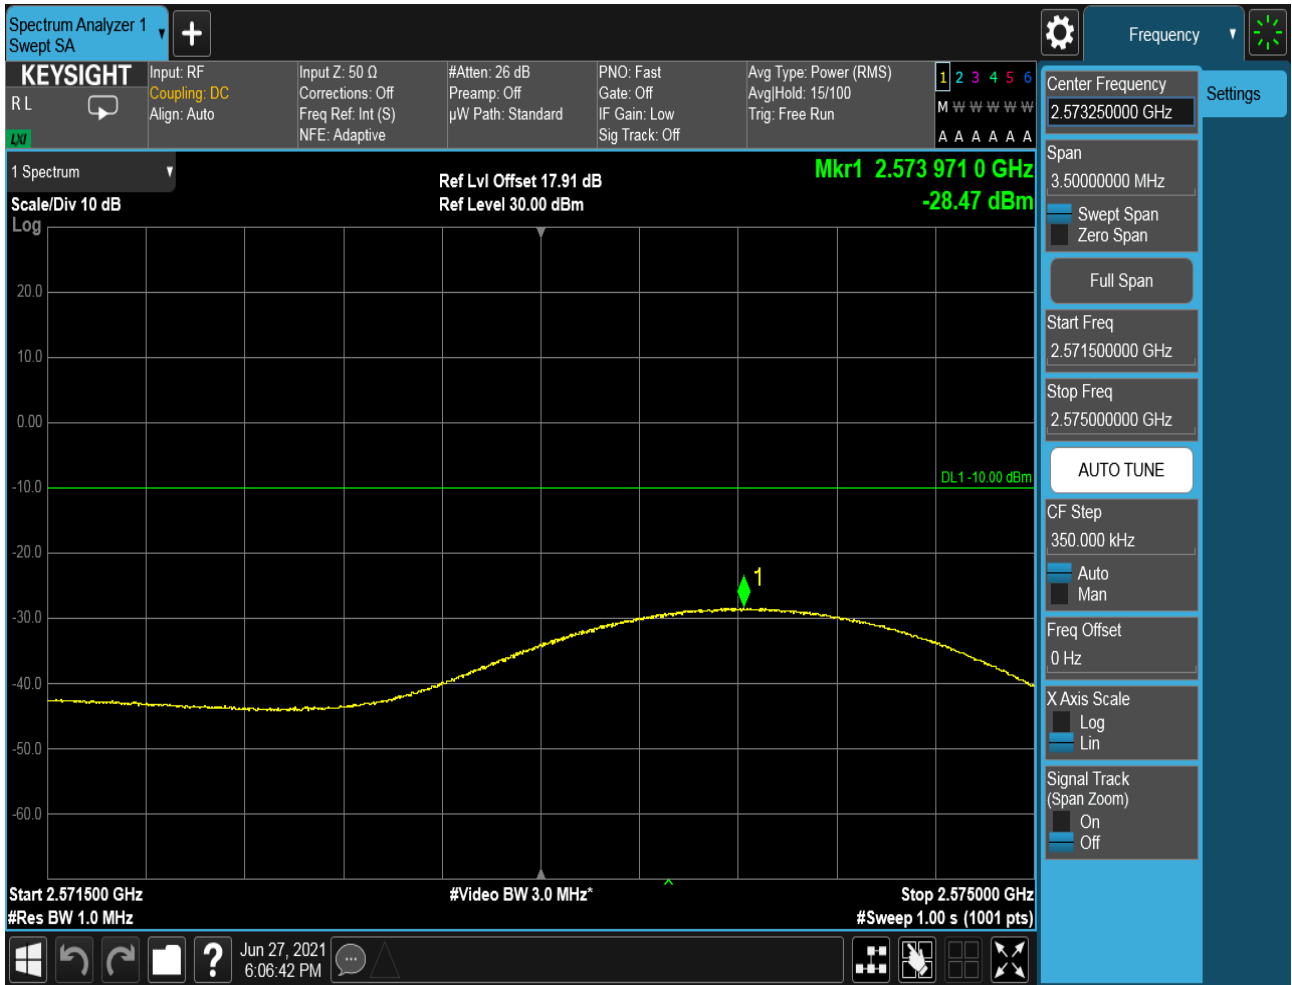 Spectrum Analyzer 1
Swept SA
Frequency
KEYSIGHT
R L
LXI
Input: RF
Coupling: DC
Align: Auto
Input Z: 50 Ω
Corrections: Off
Freq Ref: Int (S)
NFE: Adaptive
#Atten: 26 dB
Preamp: Off
µW Path: Standard
PNO: Fast
Gate: Off
IF Gain: Low
Sig Track: Off
Avg Type: Power (RMS)
Avg|Hold: 15/100
Trig: Free Run
1 2 3 4 5 6
M W W W W W
A A A A A A
1 Spectrum
Scale/Div 10 dB
Log
Ref Lvl Offset 17.91 dB
Ref Level 30.00 dBm
Mkr1 2.573 971 0 GHz
-28.47 dBm
20.0
10.0
0.00
-10.0
DL1 -10.00 dBm
-20.0
1
-30.0
-40.0
-50.0
-60.0
Start 2.571500 GHz
#Video BW 3.0 MHz*
Stop 2.575000 GHz
#Res BW 1.0 MHz
#Sweep 1.00 s (1001 pts)
Jun 27, 2021
6:06:42 PM
?
Center Frequency
2.573250000 GHz
Settings
Span
3.50000000 MHz
Swept Span
Zero Span
Full Span
Start Freq
2.571500000 GHz
Stop Freq
2.575000000 GHz
AUTO TUNE
CF Step
350.000 kHz
Auto
Man
Freq Offset
0 Hz
X Axis Scale
Log
Lin
Signal Track
(Span Zoom)
On
Off